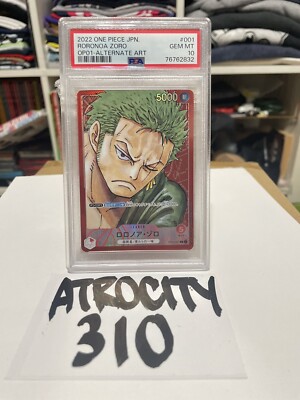 2022 ONE PIECE JPN #001
RORONOA ZORO GEM MT
OP01-ALTERNATE ART 10
PSA 76762832
5000
LEADER
ロロノア・ゾロ
ATROCITY
310